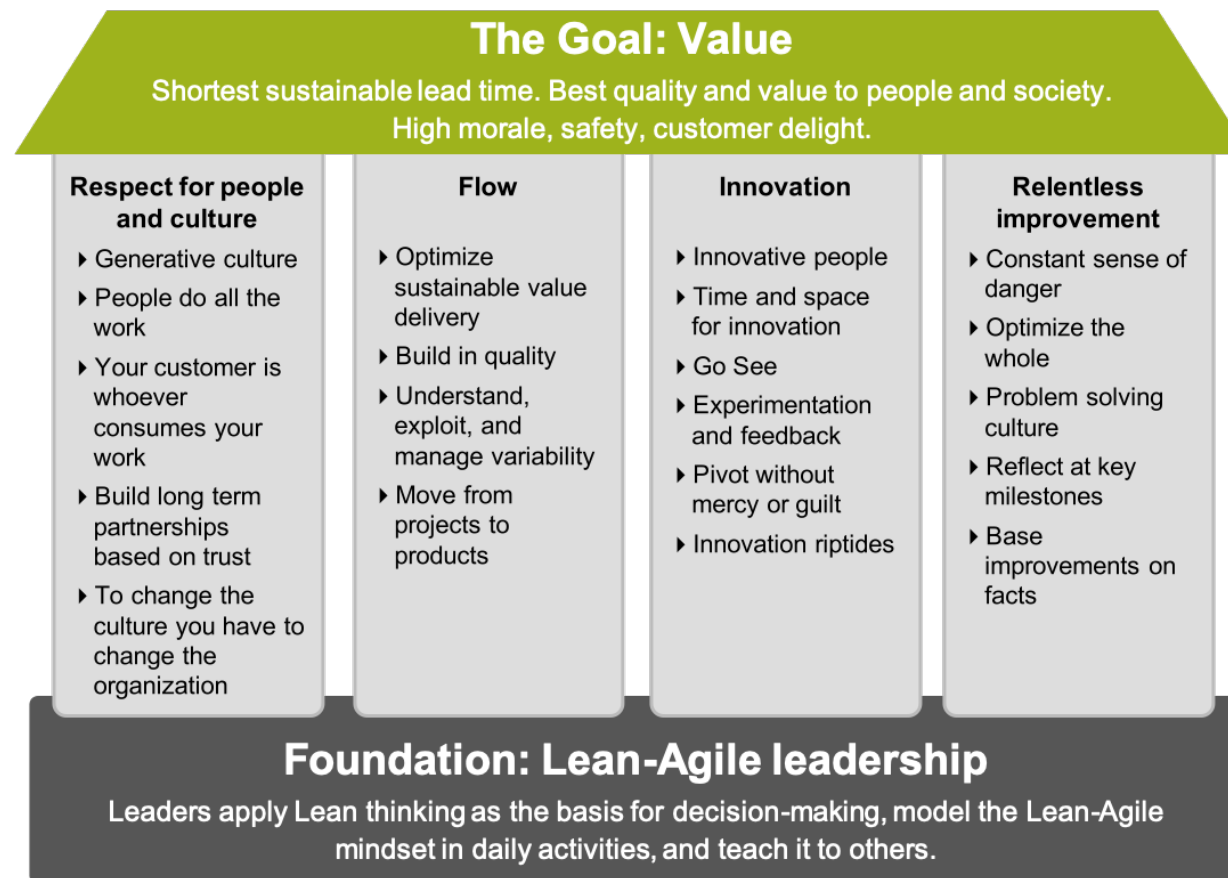 The Goal: Value
Shortest sustainable lead time. Best quality and value to people and society.
High morale, safety, customer delight.
Respect for people
and culture
Generative culture
People do all the
work
Your customer is
whoever
consumes your
work
Build long term
partnerships
based on trust
To change the
culture you have to
change the
organization
Flow
Optimize
sustainable value
delivery
Build in quality
Understand,
exploit, and
manage variability
Move from
projects to
products
Innovation
Innovative people
Time and space
for innovation
Go See
Experimentation
and feedback
Pivot without
mercy or guilt
Innovation riptides
Relentless
improvement
Constant sense of
danger
Optimize the
whole
Problem solving
culture
Reflect at key
milestones
Base
improvements on
facts
Foundation: Lean-Agile leadership
Leaders apply Lean thinking as the basis for decision-making, model the Lean-Agile
mindset in daily activities, and teach it to others.